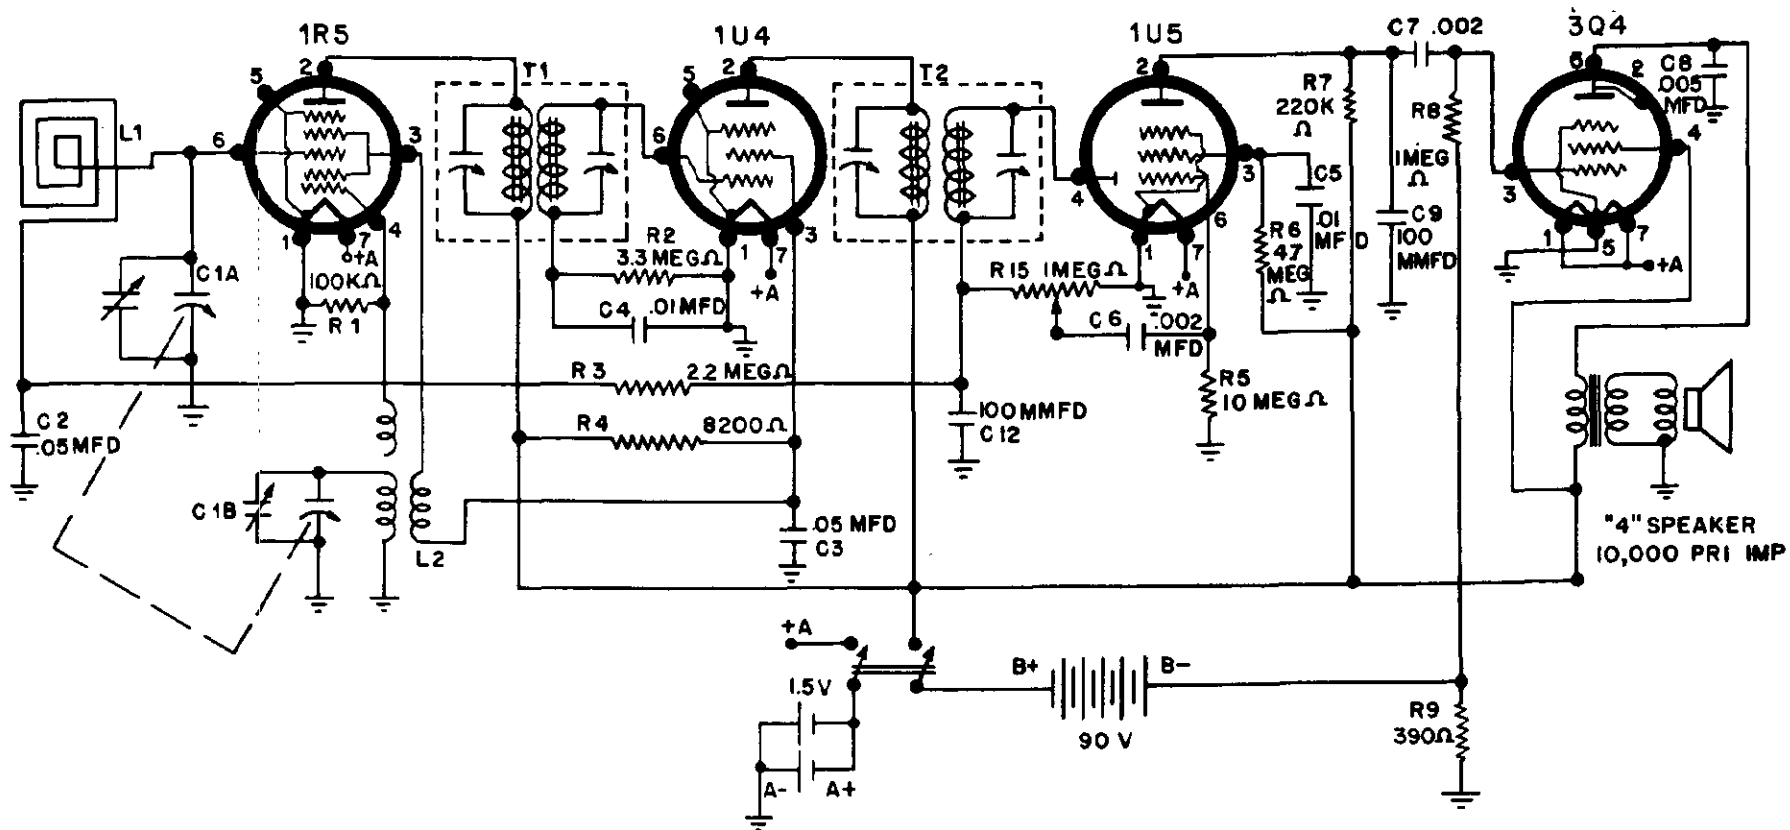 1R5
1U4
1U5
3Q4
C7 .002
5
2
T1
5
2
T2
2
6
2
C8
.005
MFD
L1
6
3
6
4
3
R7
220K
Ω
R8
1MEG
Ω
3
4
1
7
4
+A
1
7
3
+A
1
7
6
+A
C5
.01
MFD
R6
47
MEG
Ω
C9
100
MMFD
1
5
7
+A
C1A
100KΩ
R1
R2
3.3 MEGΩ
C4 .01 MFD
R15 1MEGΩ
C6 .002
MFD
R3 2.2 MEGΩ
R5
10 MEGΩ
C2
.05MFD
R4 8200Ω
100MMFD
C12
C1B
L2
.05 MFD
C3
"4" SPEAKER
10,000 PRI IMP
+A
1.5V
B+
B-
90 V
R9
390Ω
A-
A+